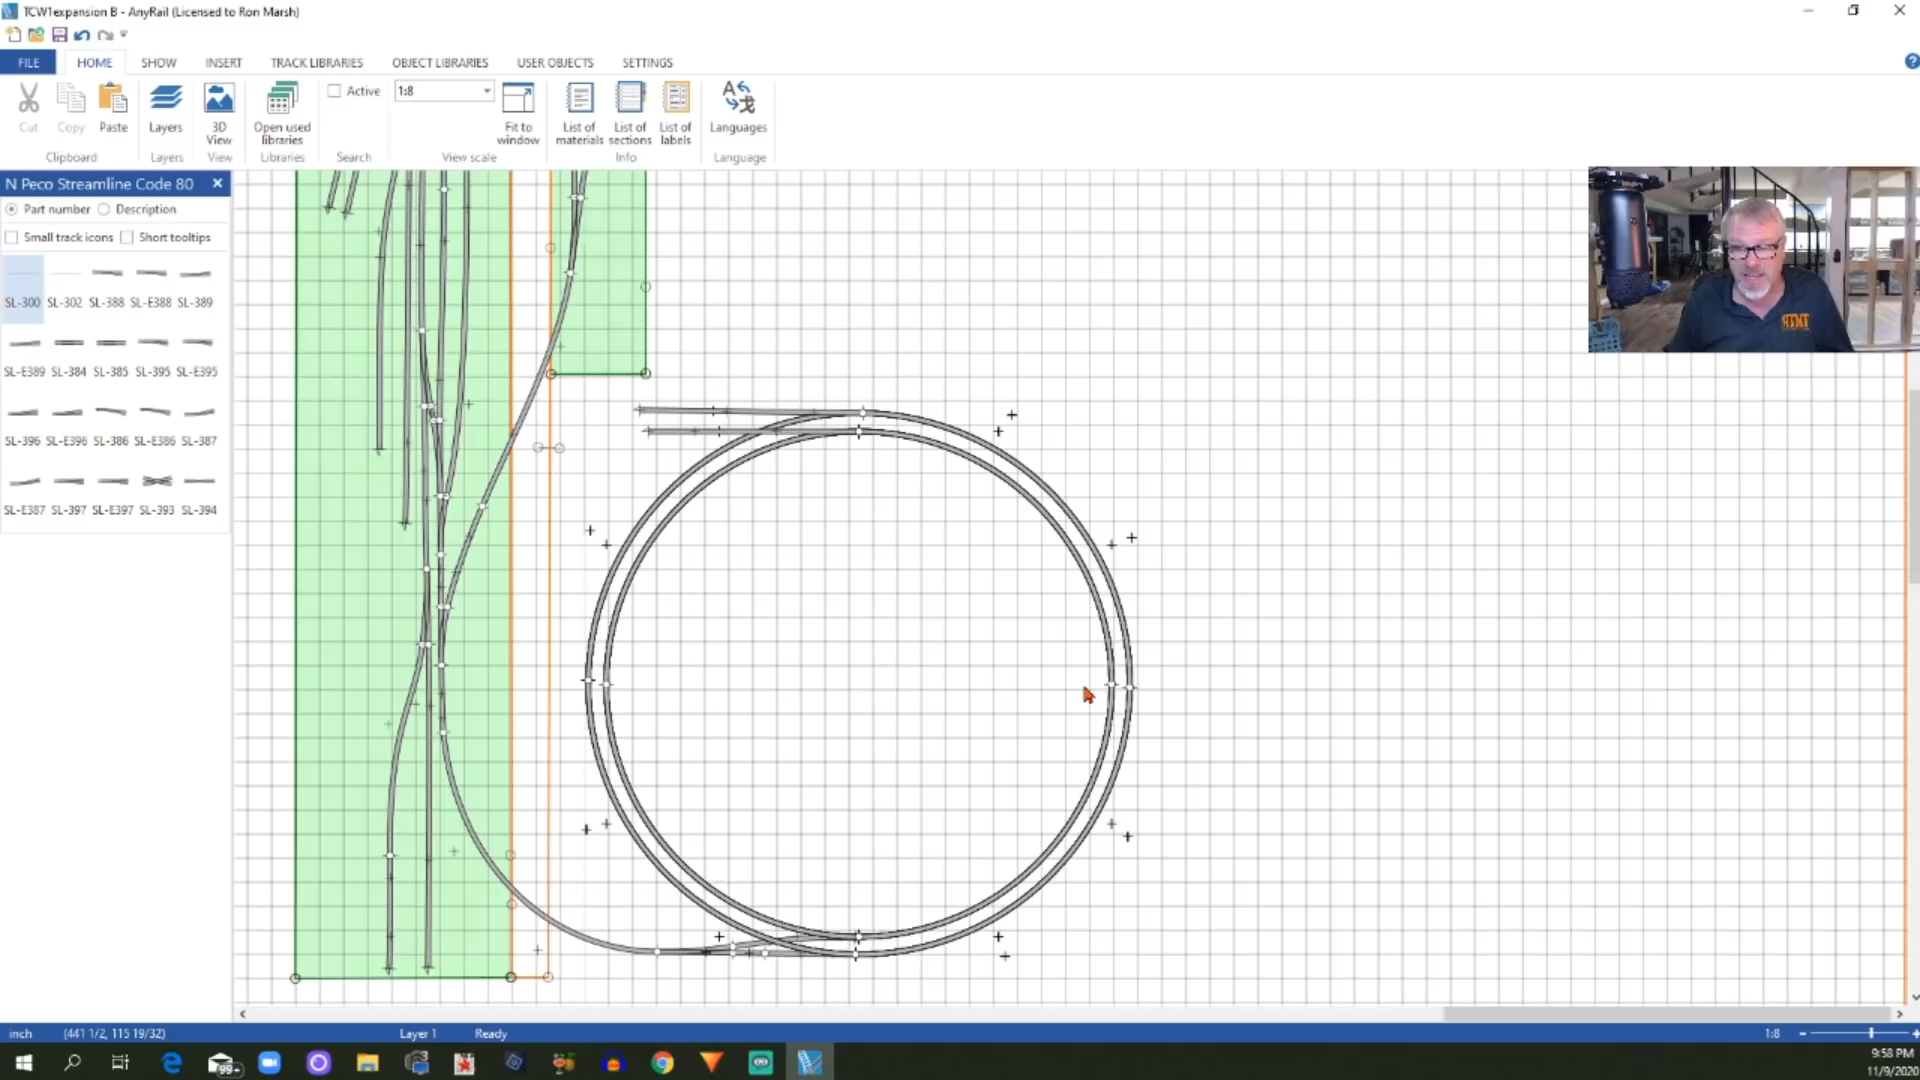 TCW1expansion B - AnyRail (Licensed to Ron Marsh)
FILE HOME SHOW INSERT TRACK LIBRARIES OBJECT LIBRARIES USER OBJECTS SETTINGS
Cut Copy Paste Layers 3D View Open used libraries Active 1:8 Fit to window List of materials List of sections List of labels Languages
Clipboard Layers View Libraries Search View scale Info Language
N Peco Streamline Code 80
Part number Description
Small track icons Short tooltips
SL-300 SL-302 SL-388 SL-E388 SL-389
SL-E389 SL-384 SL-385 SL-395 SL-E395
SL-396 SL-E396 SL-386 SL-E386 SL-387
SL-E387 SL-397 SL-E397 SL-393 SL-394
inch (441 1/2, 115 19/32) Layer 1 Ready 1:8
99+
9:58 PM
11/9/2020